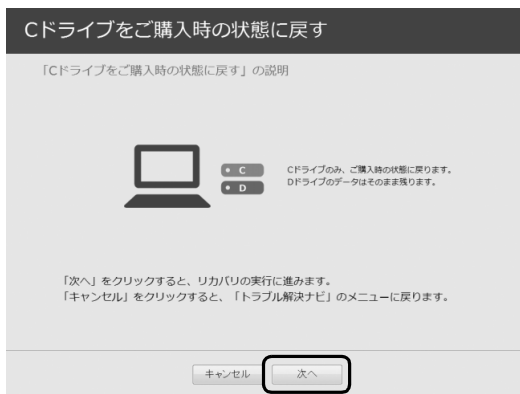 Cドライブをご購入時の状態に戻す
「Cドライブをご購入時の状態に戻す」の説明
C
D
Cドライブのみ、ご購入時の状態に戻ります。
Dドライブのデータはそのまま残ります。
「次へ」をクリックすると、リカバリの実行に進みます。
「キャンセル」をクリックすると、「トラブル解決ナビ」のメニューに戻ります。
キャンセル 次へ